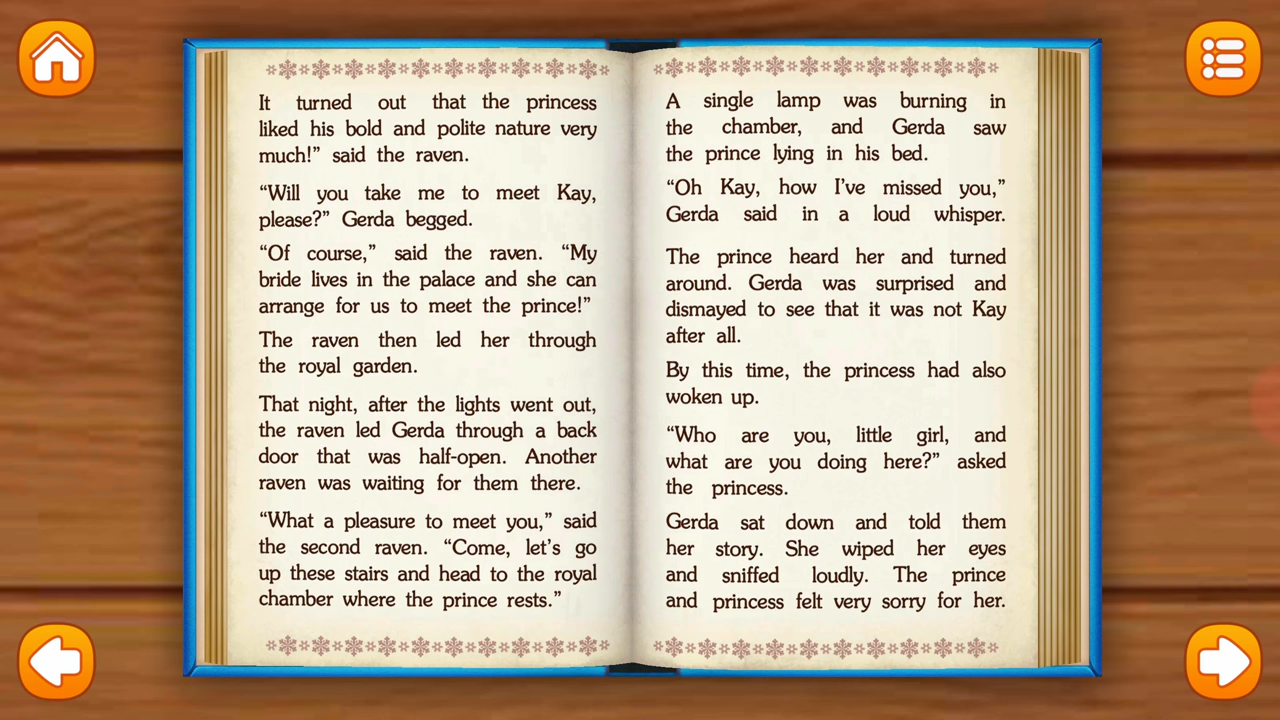 It turned out that the princess
liked his bold and polite nature very
much!” said the raven.
“Will you take me to meet Kay,
please?” Gerda begged.
“Of course,” said the raven. “My
bride lives in the palace and she can
arrange for us to meet the prince!”
The raven then led her through
the royal garden.
That night, after the lights went out,
the raven led Gerda through a back
door that was half-open. Another
raven was waiting for them there.
“What a pleasure to meet you,” said
the second raven. “Come, let’s go
up these stairs and head to the royal
chamber where the prince rests.”
A single lamp was burning in
the chamber, and Gerda saw
the prince lying in his bed.
“Oh Kay, how I’ve missed you,”
Gerda said in a loud whisper.
The prince heard her and turned
around. Gerda was surprised and
dismayed to see that it was not Kay
after all.
By this time, the princess had also
woken up.
“Who are you, little girl, and
what are you doing here?” asked
the princess.
Gerda sat down and told them
her story. She wiped her eyes
and sniffed loudly. The prince
and princess felt very sorry for her.